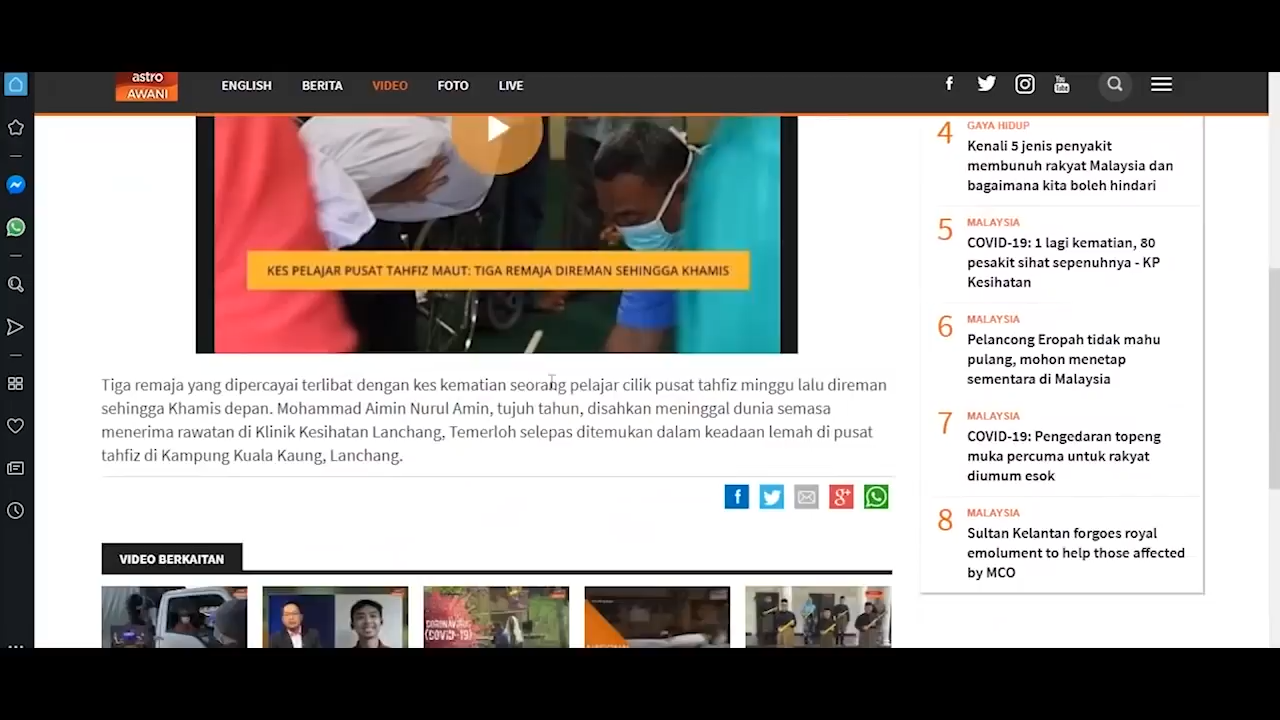 astro
AWANI
ENGLISH
BERITA
VIDEO
FOTO
LIVE
You
Tube
KES PELAJAR PUSAT TAHFIZ MAUT: TIGA REMAJA DIREMAN SEHINGGA KHAMIS
Tiga remaja yang dipercayai terlibat dengan kes kematian seorang pelajar cilik pusat tahfiz minggu lalu direman
sehingga Khamis depan. Mohammad Aimin Nurul Amin, tujuh tahun, disahkan meninggal dunia semasa
menerima rawatan di Klinik Kesihatan Lanchang, Temerloh selepas ditemukan dalam keadaan lemah di pusat
tahfiz di Kampung Kuala Kaung, Lanchang.
VIDEO BERKAITAN
CORONAVIRUS
(COVID-19)
4
GAYA HIDUP
Kenali 5 jenis penyakit
membunuh rakyat Malaysia dan
bagaimana kita boleh hindari
5
MALAYSIA
COVID-19: 1 lagi kematian, 80
pesakit sihat sepenuhnya - KP
Kesihatan
6
MALAYSIA
Pelancong Eropah tidak mahu
pulang, mohon menetap
sementara di Malaysia
7
MALAYSIA
COVID-19: Pengedaran topeng
muka percuma untuk rakyat
diumum esok
8
MALAYSIA
Sultan Kelantan forgoes royal
emolument to help those affected
by MCO